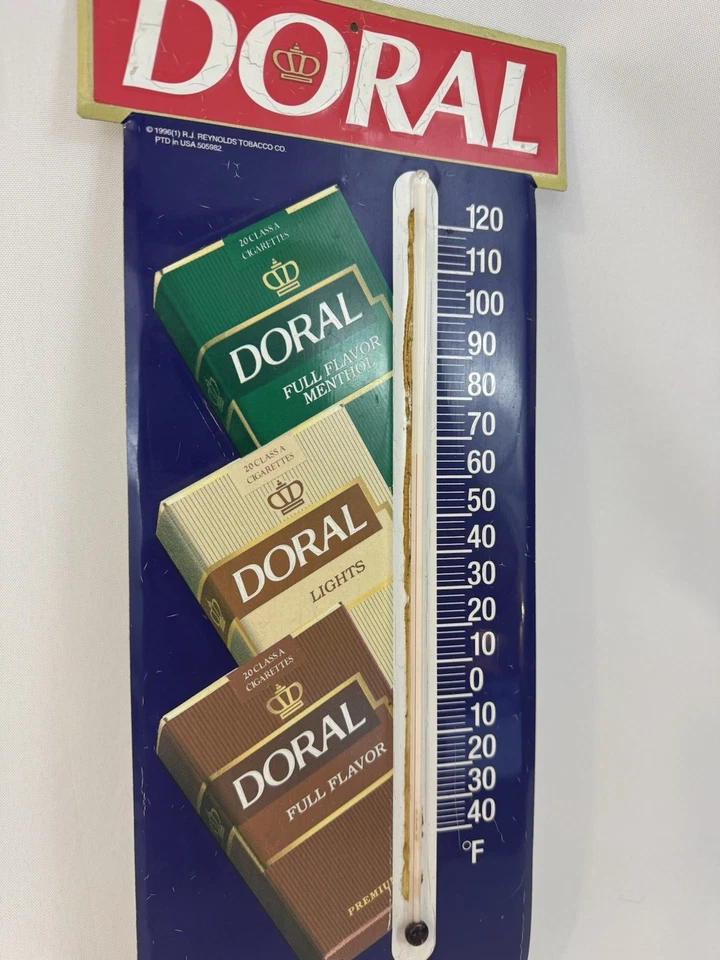 DORAL
© 1996(1) R.J. REYNOLDS TOBACCO CO.
PTD in USA 505982
20 CLASS A
CIGARETTES
DORAL
FULL FLAVOR
MENTHOL
20 CLASS A
CIGARETTES
DORAL
LIGHTS
20 CLASS A
CIGARETTES
DORAL
FULL FLAVOR
120
110
100
90
80
70
60
50
40
30
20
10
0
10
20
30
40
°F